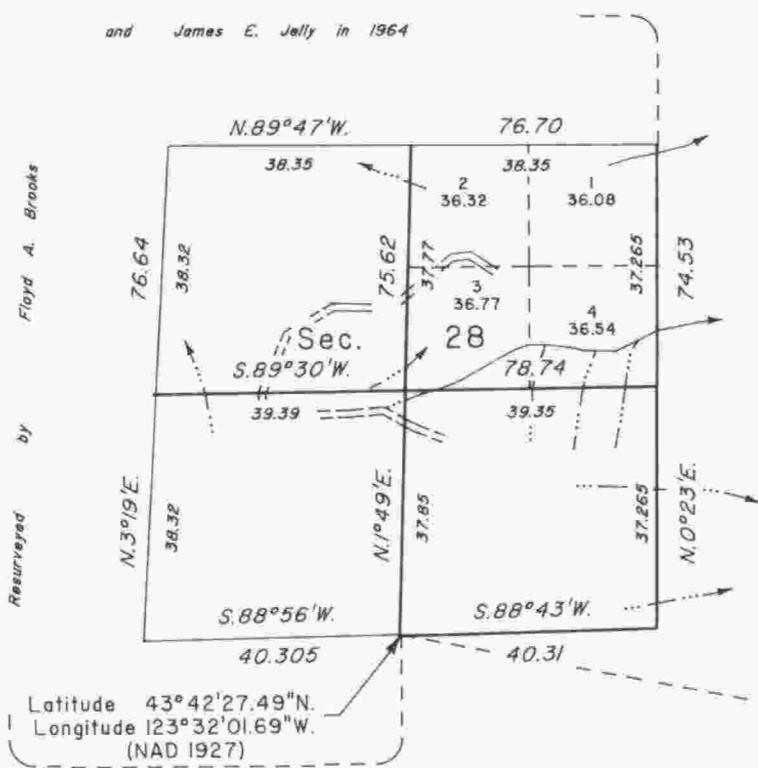 and James E. Jelly in 1964
Resurveyed by Floyd A. Brooks
N.89°47'W. 76.70
38.35 38.35
2 1
36.32 36.08
76.64 38.32 75.62 37.77 37.265 74.53
3
36.77
4
36.54
Sec. 28
S.89°30'W. 78.74
39.39 39.35
N.3°19'E. 38.32 N.1°49'E. 37.85 37.265 N.0°23'E.
S.88°56'W. S.88°43'W.
40.305 40.31
Latitude 43°42'27.49"N.
Longitude 123°32'01.69"W.
(NAD 1927)